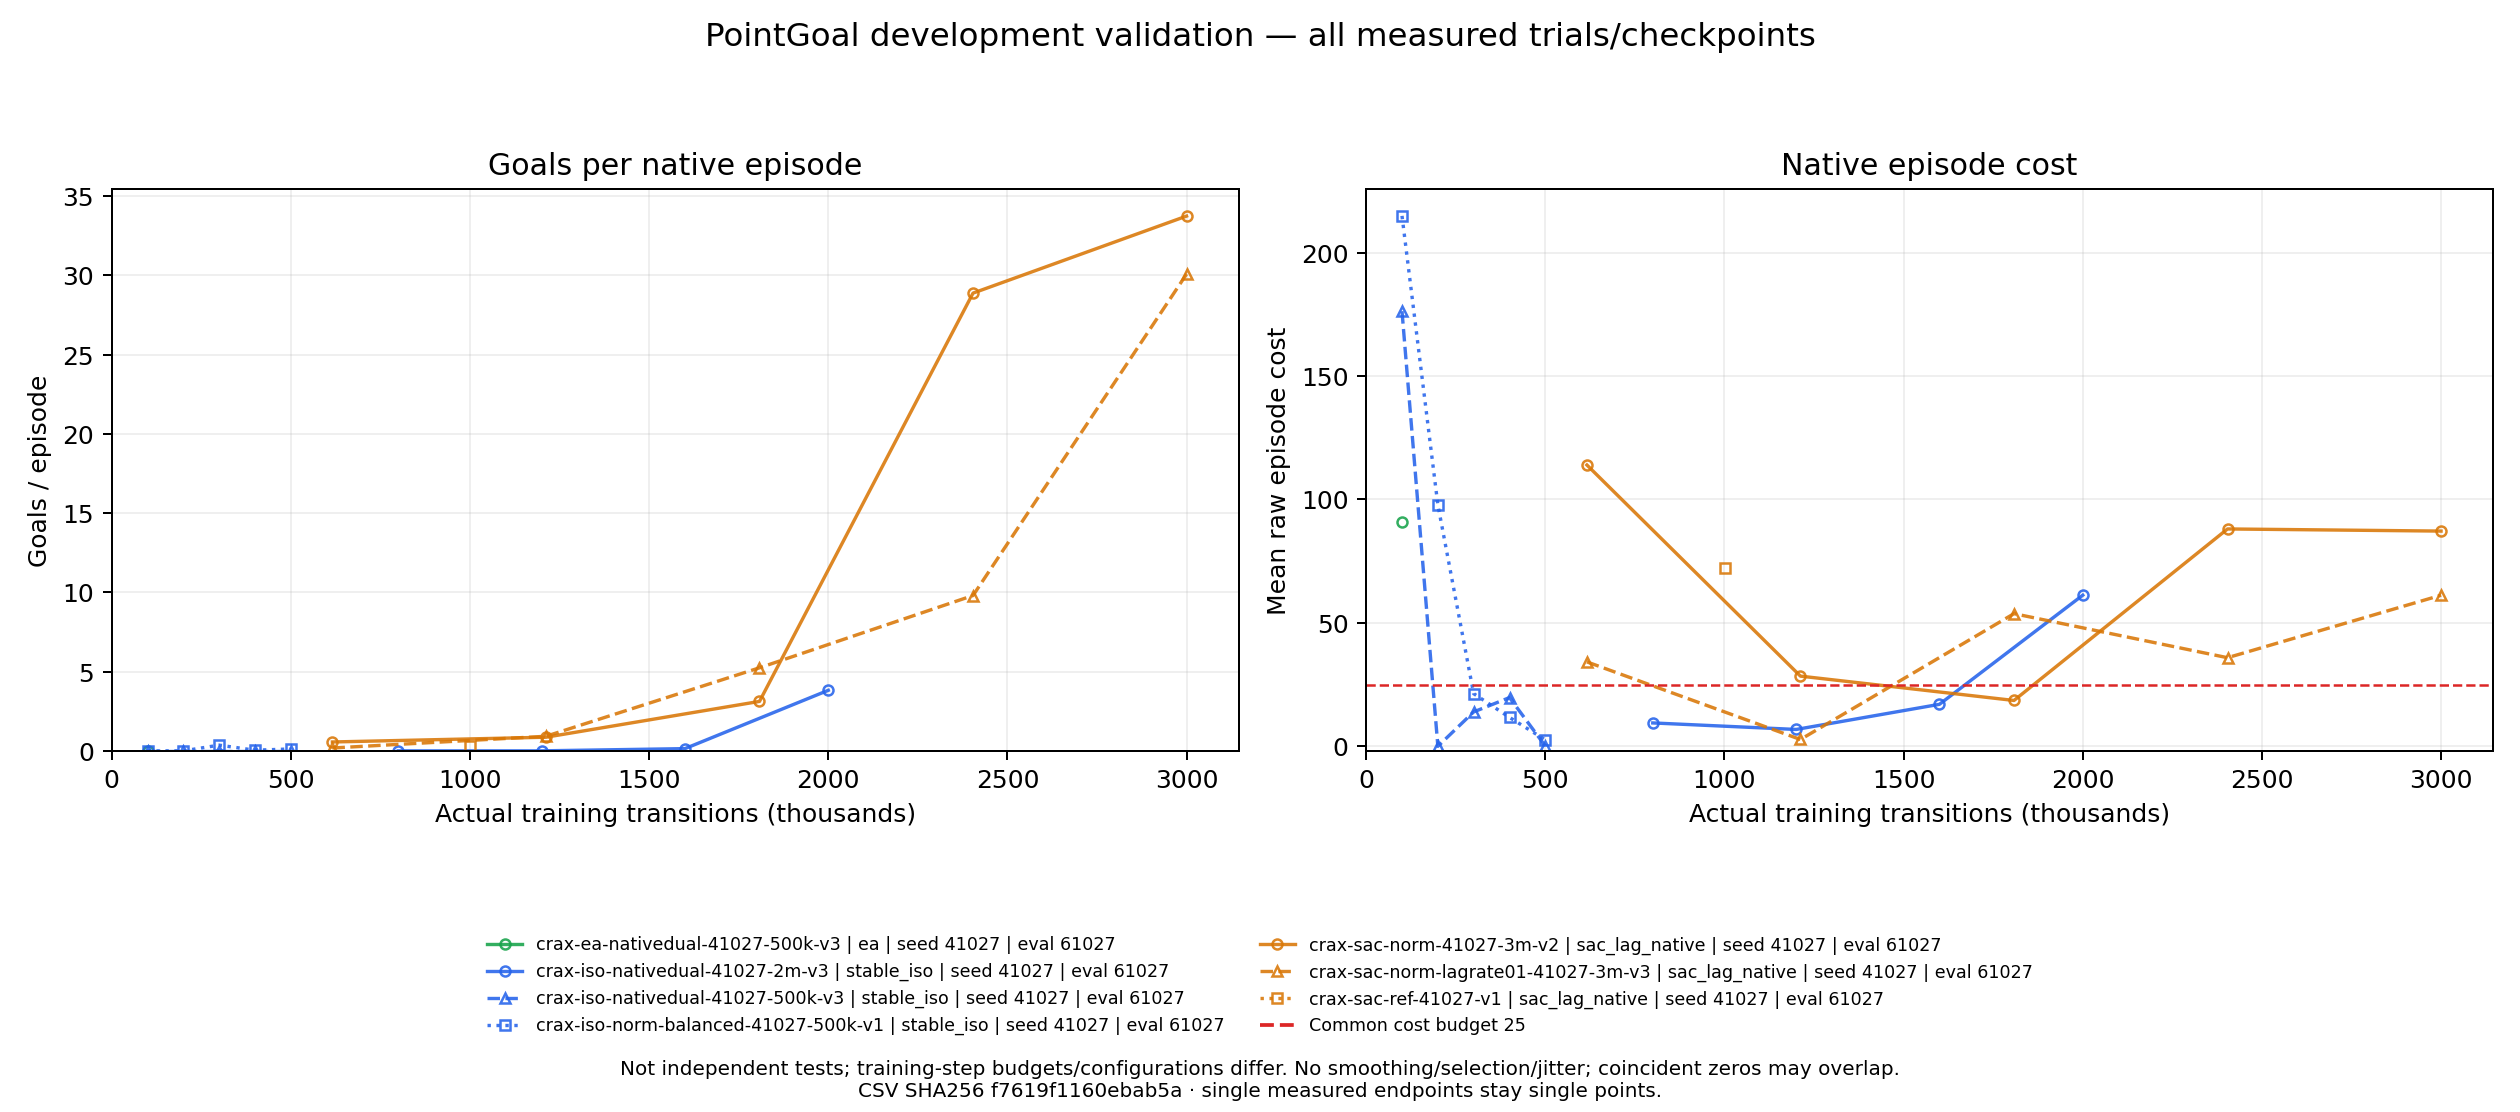 PointGoal development validation — all measured trials/checkpoints
Goals per native episode
Goals / episode
35
30
25
20
15
10
5
0
0 500 1000 1500 2000 2500 3000
Actual training transitions (thousands)
Native episode cost
Mean raw episode cost
200
150
100
50
0
0 500 1000 1500 2000 2500 3000
Actual training transitions (thousands)
crax-ea-nativedual-41027-500k-v3 | ea | seed 41027 | eval 61027
crax-iso-nativedual-41027-2m-v3 | stable_iso | seed 41027 | eval 61027
crax-iso-nativedual-41027-500k-v3 | stable_iso | seed 41027 | eval 61027
crax-iso-norm-balanced-41027-500k-v1 | stable_iso | seed 41027 | eval 61027
crax-sac-norm-41027-3m-v2 | sac_lag_native | seed 41027 | eval 61027
crax-sac-norm-lagrate01-41027-3m-v3 | sac_lag_native | seed 41027 | eval 61027
crax-sac-ref-41027-v1 | sac_lag_native | seed 41027 | eval 61027
Common cost budget 25
Not independent tests; training-step budgets/configurations differ. No smoothing/selection/jitter; coincident zeros may overlap.
CSV SHA256 f7619f1160ebab5a · single measured endpoints stay single points.